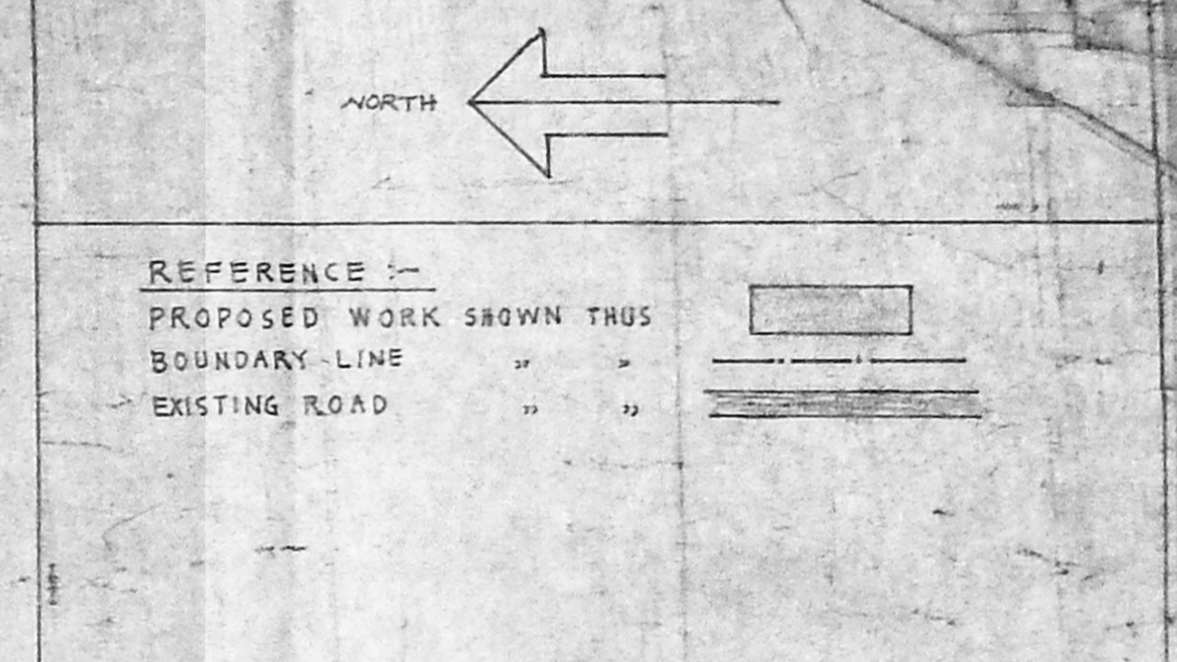 NORTH
REFERENCE :-
PROPOSED WORK SHOWN THUS
BOUNDARY-LINE " "
EXISTING ROAD " "